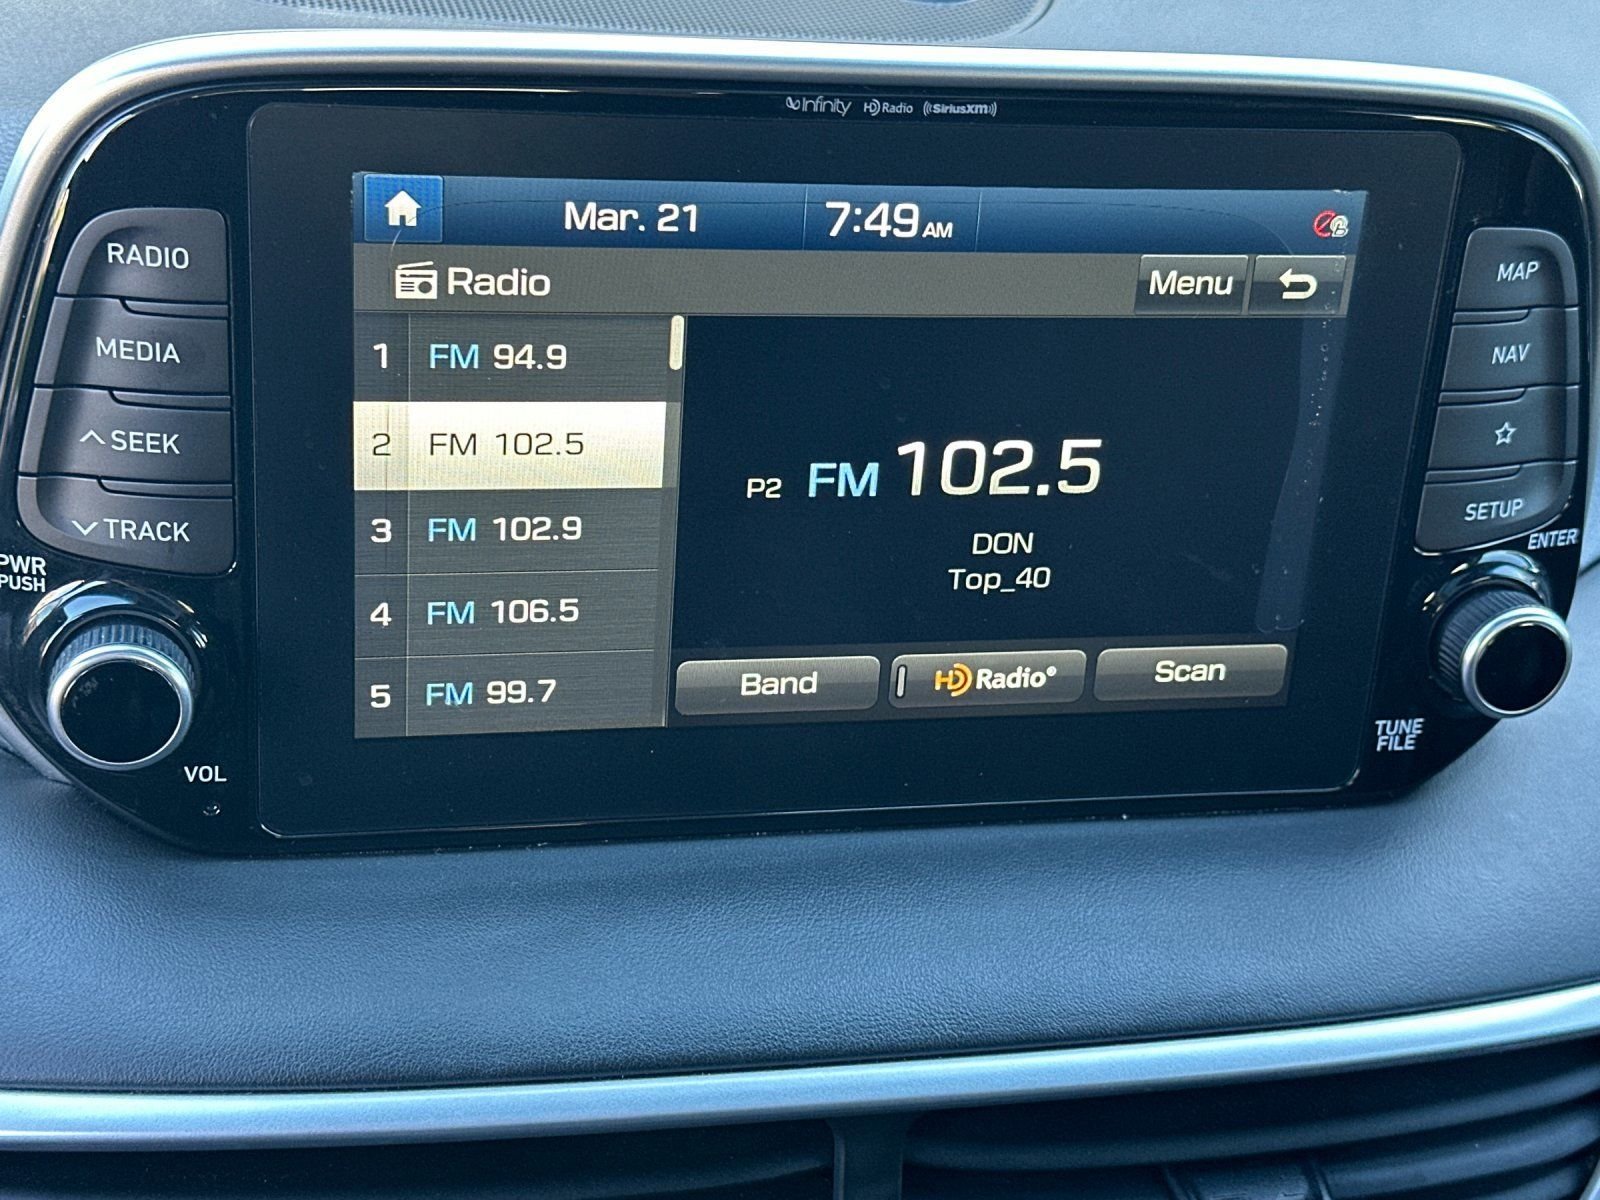 Infinity HD Radio ((SiriusXM))
Mar. 21 7:49 AM
Radio Menu
1 FM 94.9
2 FM 102.5
3 FM 102.9
4 FM 106.5
5 FM 99.7
P2 FM 102.5
DON
Top_40
Band HD Radio® Scan
RADIO
MEDIA
SEEK
TRACK
PWR
PUSH
VOL
MAP
NAV
SETUP
ENTER
TUNE
FILE